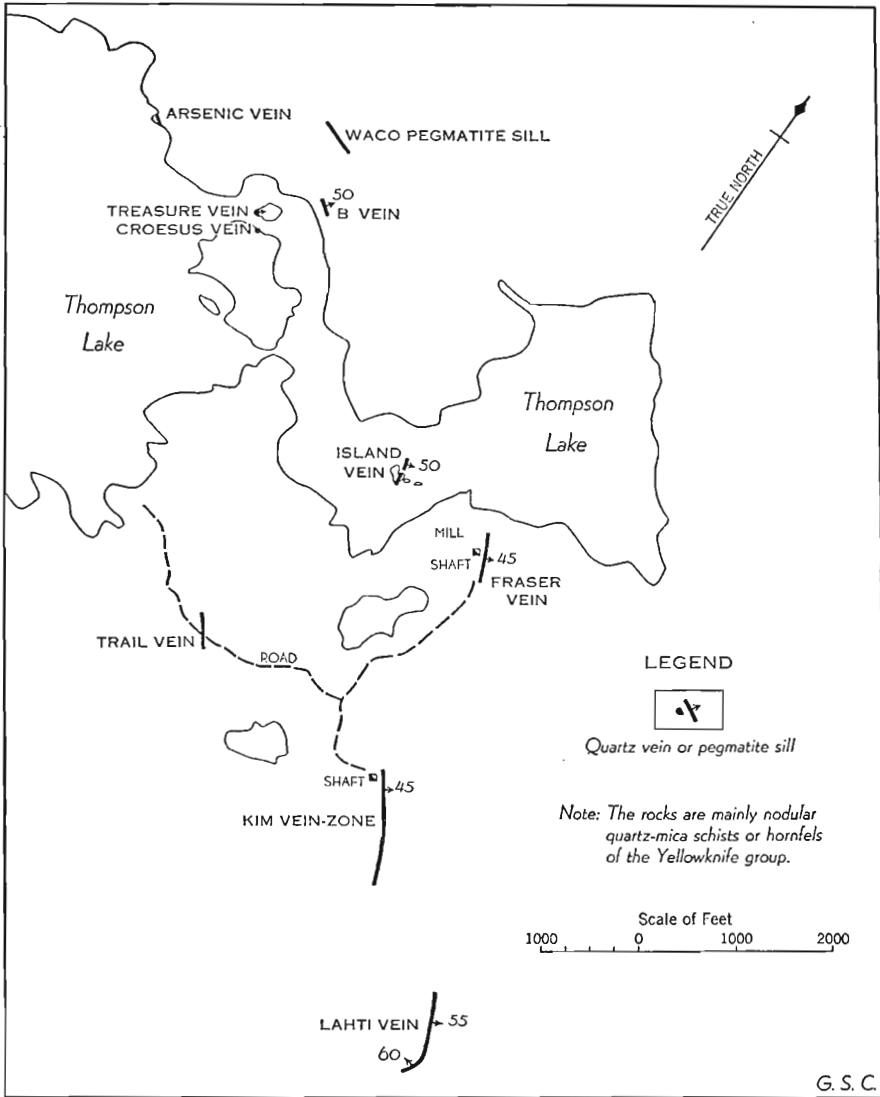 ARSENIC VEIN
WACO PEGMATITE SILL
TRUE NORTH
50
B VEIN
TREASURE VEIN
CROESUS VEIN
Thompson
Lake
Thompson
Lake
ISLAND
VEIN
50
MILL
SHAFT
45
FRASER
VEIN
TRAIL VEIN
ROAD
LEGEND
Quartz vein or pegmatite sill
SHAFT
45
KIM VEIN-ZONE
Note: The rocks are mainly nodular
quartz-mica schists or hornfels
of the Yellowknife group.
Scale of Feet
1000 0 1000 2000
LAHTI VEIN
55
60
G. S. C.